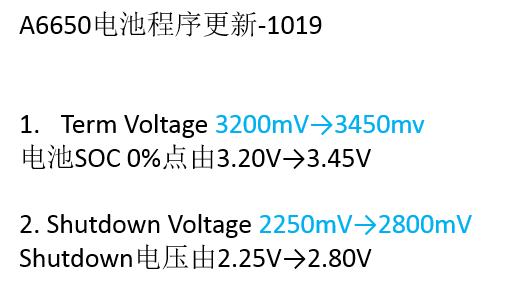 A6650电池程序更新-1019
1. Term Voltage 3200mV→3450mv
电池SOC 0%点由3.20V→3.45V
2. Shutdown Voltage 2250mV→2800mV
Shutdown电压由2.25V→2.80V